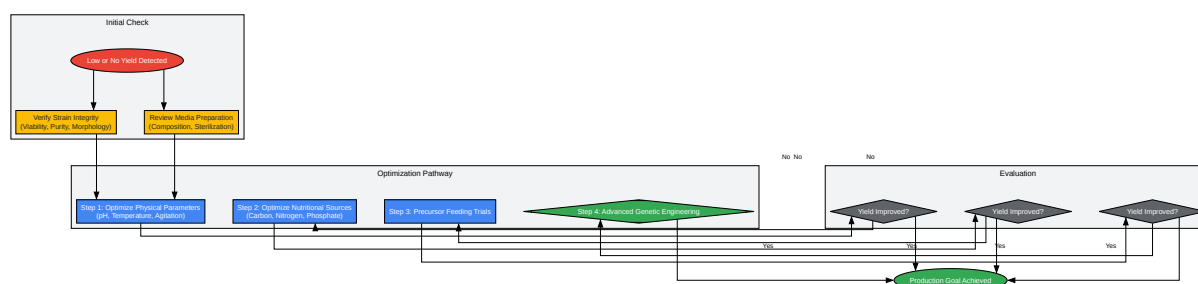 Initial Check
Low or No Yield Detected
Verify Strain Integrity
(Viability, Purity, Morphology)
Review Media Preparation
(Composition, Sterilization)
No No
No
Optimization Pathway
Evaluation
Step 1: Optimize Physical Parameters
(pH, Temperature, Agitation)
Step 2: Optimize Nutritional Sources
(Carbon, Nitrogen, Phosphate)
Step 3: Precursor Feeding Trials
Step 4: Advanced Genetic Engineering
Yield Improved?
Yield Improved?
Yield Improved?
Yes
Yes
Yes
Yes
Production Goal Achieved